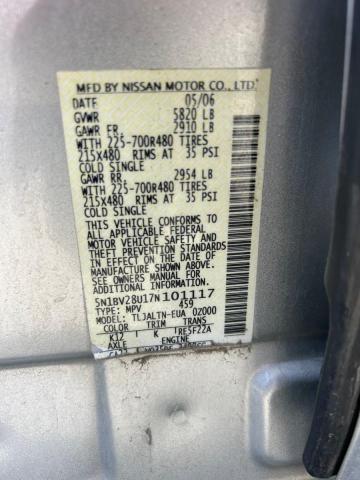 MFD BY NISSAN MOTOR CO., LTD.
DATE 05/06
GVWR 5820 LB
GAWR FR. 2910 LB
WITH 225-700R480 TIRES
215X480 RIMS AT 35 PSI
COLD SINGLE
GAWR RR. 2954 LB
WITH 225-700R480 TIRES
215X480 RIMS AT 35 PSI
COLD SINGLE
THIS VEHICLE CONFORMS TO
ALL APPLICABLE FEDERAL
MOTOR VEHICLE SAFETY, BUMPER
AND THEFT PREVENTION STANDARDS
IN EFFECT ON THE DATE OF
MANUFACTURE SHOWN ABOVE.
SEE OWNERS MANUAL FOR
ADDITIONAL INFORMATION.
5N1BV28U17N101117
TYPE: MPV 459
MODEL: TLJALTN-EUA 02000
COLOR TRIM TRANS
K12 K RE5F22A
AXLE ENGINE